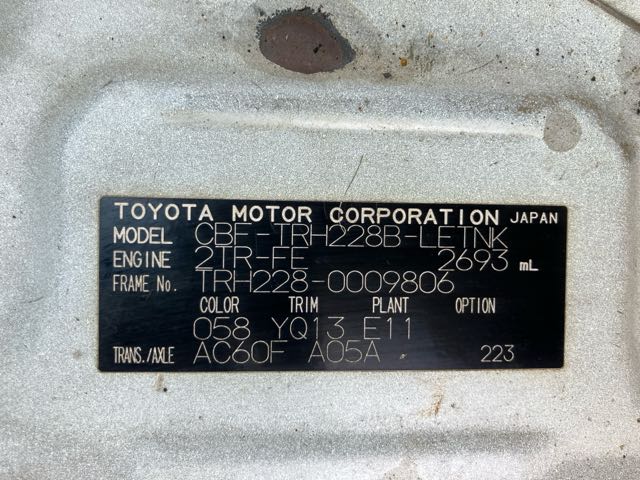 TOYOTA MOTOR CORPORATION JAPAN
MODEL CBF-TRH228B-LETNK
ENGINE 2TR-FE 2693 mL
FRAME No. TRH228-0009806
COLOR TRIM PLANT OPTION
058 YQ13 E11
TRANS./AXLE AC60F A05A 223